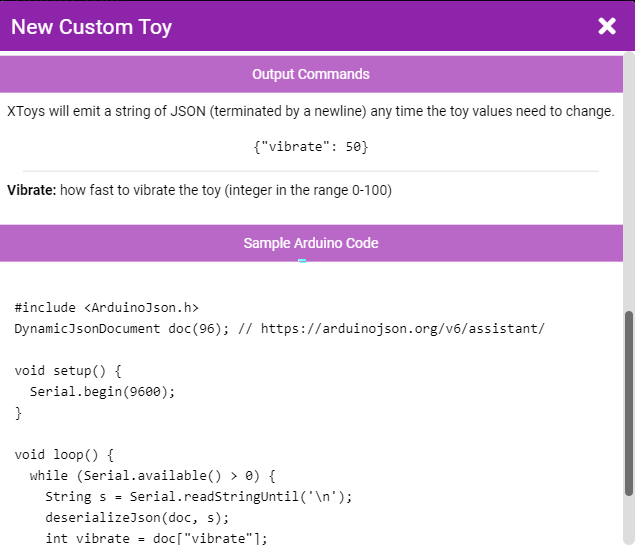 New Custom Toy
Output Commands
XToys will emit a string of JSON (terminated by a newline) any time the toy values need to change.
{"vibrate": 50}
Vibrate: how fast to vibrate the toy (integer in the range 0-100)
Sample Arduino Code
#include <ArduinoJson.h>
DynamicJsonDocument doc(96); // https://arduinojson.org/v6/assistant/
void setup() {
  Serial.begin(9600);
}
void loop() {
  while (Serial.available() > 0) {
    String s = Serial.readStringUntil('\n');
    deserializeJson(doc, s);
    int vibrate = doc["vibrate"];